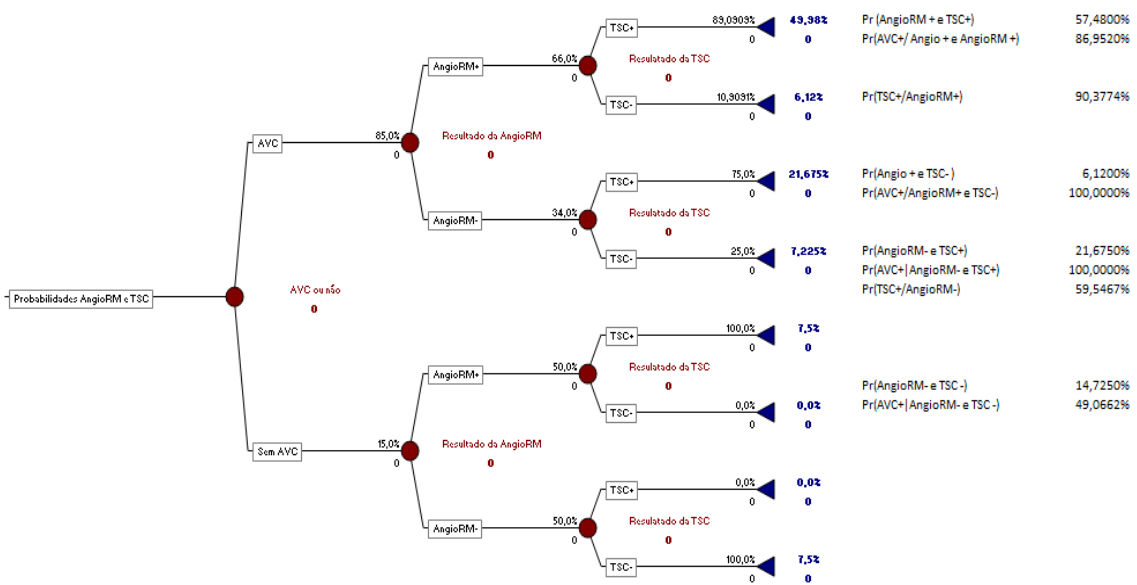 TSC+ 89,0909% 49,98% Pr (AngioRM + e TSC+) 57,4800%
0 0 Pr(AVC+/ Angio + e AngioRM +) 86,9520%
AngioRM+ 66,0% Resulatado da TSC
0 0
TSC- 10,9091% 6,12% Pr(TSC+/AngioRM+) 90,3774%
0 0
AVC 85,0% Resultado da AngioRM
0 0
TSC+ 75,0% 21,675% Pr(Angio + e TSC- ) 6,1200%
0 0 Pr(AVC+/AngioRM+ e TSC-) 100,0000%
AngioRM- 34,0% Resulatado da TSC
0 0
TSC- 25,0% 7,225% Pr(AngioRM- e TSC+) 21,6750%
0 0 Pr(AVC+|AngioRM- e TSC+) 100,0000%
Probabilidades AngioRM e TSC AVC ou não Pr(TSC+/AngioRM-) 59,5467%
0
TSC+ 100,0% 7,5%
0 0
AngioRM+ 50,0% Resulatado da TSC
0 0
Pr(AngioRM- e TSC -) 14,7250%
TSC- 0,0% 0,0% Pr(AVC+|AngioRM- e TSC -) 49,0662%
0 0
Sem AVC 15,0% Resultado da AngioRM
0 0
TSC+ 0,0% 0,0%
0 0
AngioRM- 50,0% Resulatado da TSC
0 0
TSC- 100,0% 7,5%
0 0